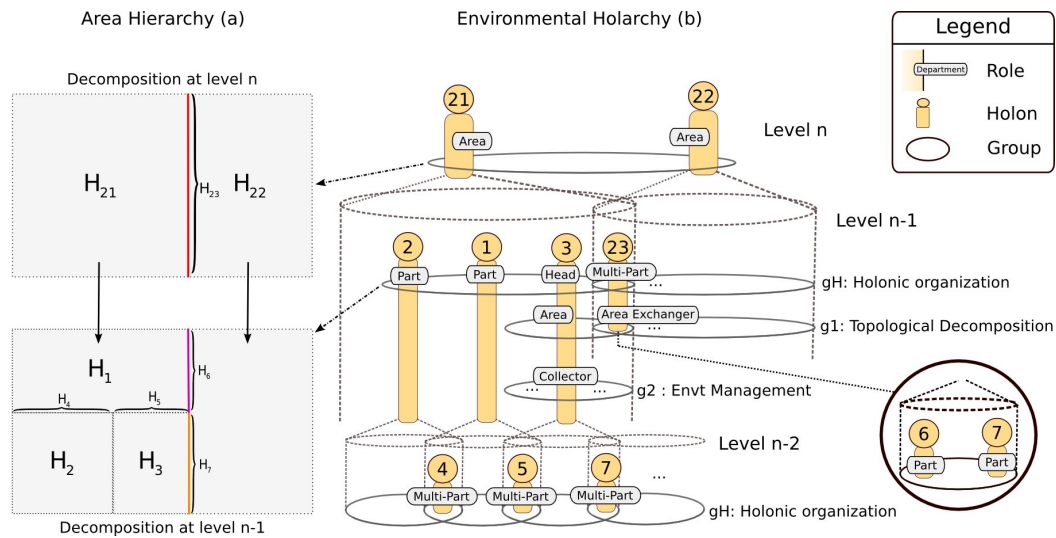 Area Hierarchy (a)
Decomposition at level n
H21
H23
H22
H1
H6
H4
H5
H2
H3
H7
Decomposition at level n-1
Environmental Holarchy (b)
21
22
Area
Area
Level n
Level n-1
2
1
3
23
Part
Part
Head
Multi-Part
...
gH: Holonic organization
Area
Area Exchanger
...
g1: Topological Decomposition
Collector
...
...
g2 : Envt Management
Level n-2
4
5
7
...
Multi-Part
Multi-Part
Multi-Part
gH: Holonic organization
Legend
Department
Role
Holon
Group
6
7
Part
Part